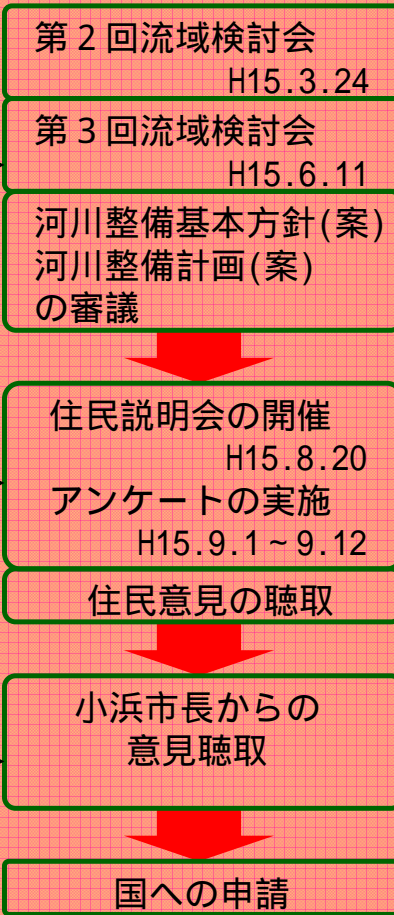 第２回流域検討会
H15.3.24
第３回流域検討会
H15.6.11
河川整備基本方針(案)
河川整備計画(案)
の審議
住民説明会の開催
H15.8.20
アンケートの実施
H15.9.1～9.12
住民意見の聴取
小浜市長からの
意見聴取
国への申請